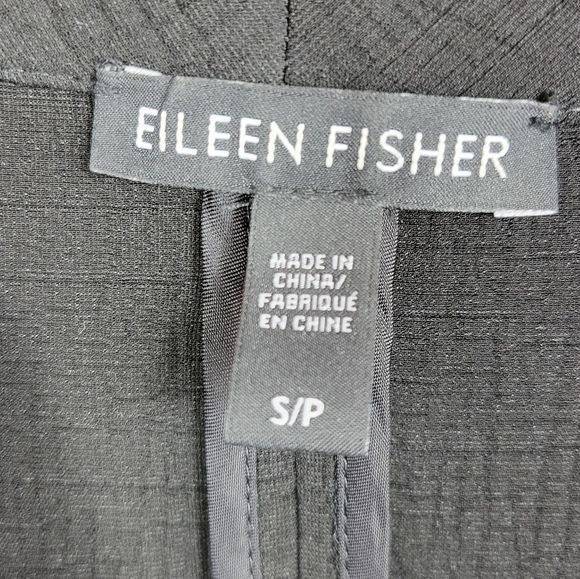 EILEEN FISHER
MADE IN
CHINA/
FABRIQUÉ
EN CHINE
S/P